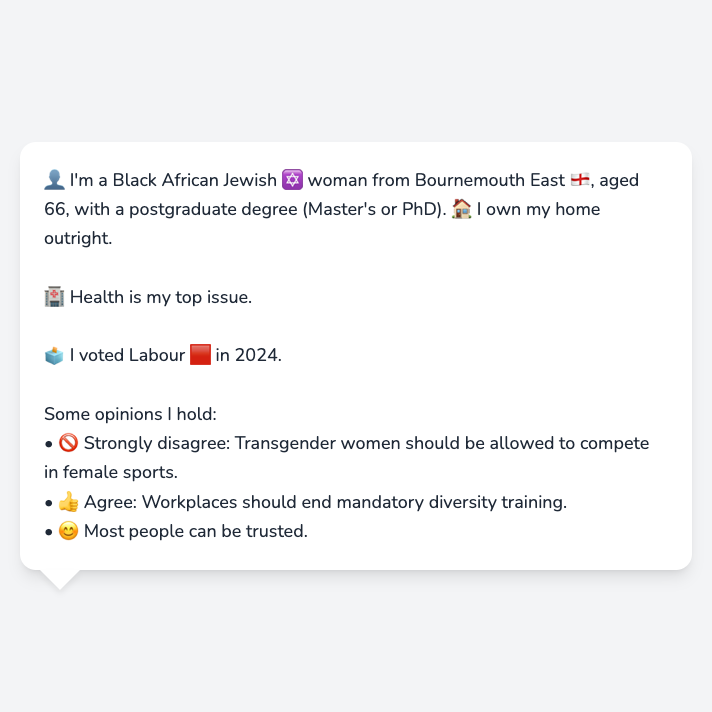 👤 I'm a Black African Jewish ✡️ woman from Bournemouth East 🏴󠁧󠁢󠁥󠁮󠁧󠁿, aged
66, with a postgraduate degree (Master's or PhD). 🏠 I own my home
outright.
🏥 Health is my top issue.
🗳️ I voted Labour 🟥 in 2024.
Some opinions I hold:
• 🚫 Strongly disagree: Transgender women should be allowed to compete
in female sports.
• 👍 Agree: Workplaces should end mandatory diversity training.
• 😊 Most people can be trusted.